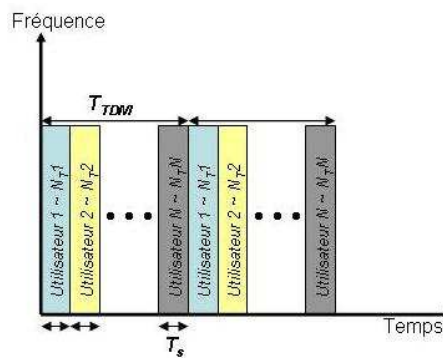 Fréquence
T_TDMA
Utilisateur 1 ~ N_T1
Utilisateur 2 ~ N_T2
• • •
Utilisateur N ~ N_TN
Utilisateur 1 ~ N_T1
Utilisateur 2 ~ N_T2
• • •
Utilisateur N ~ N_TN
Temps
T_s